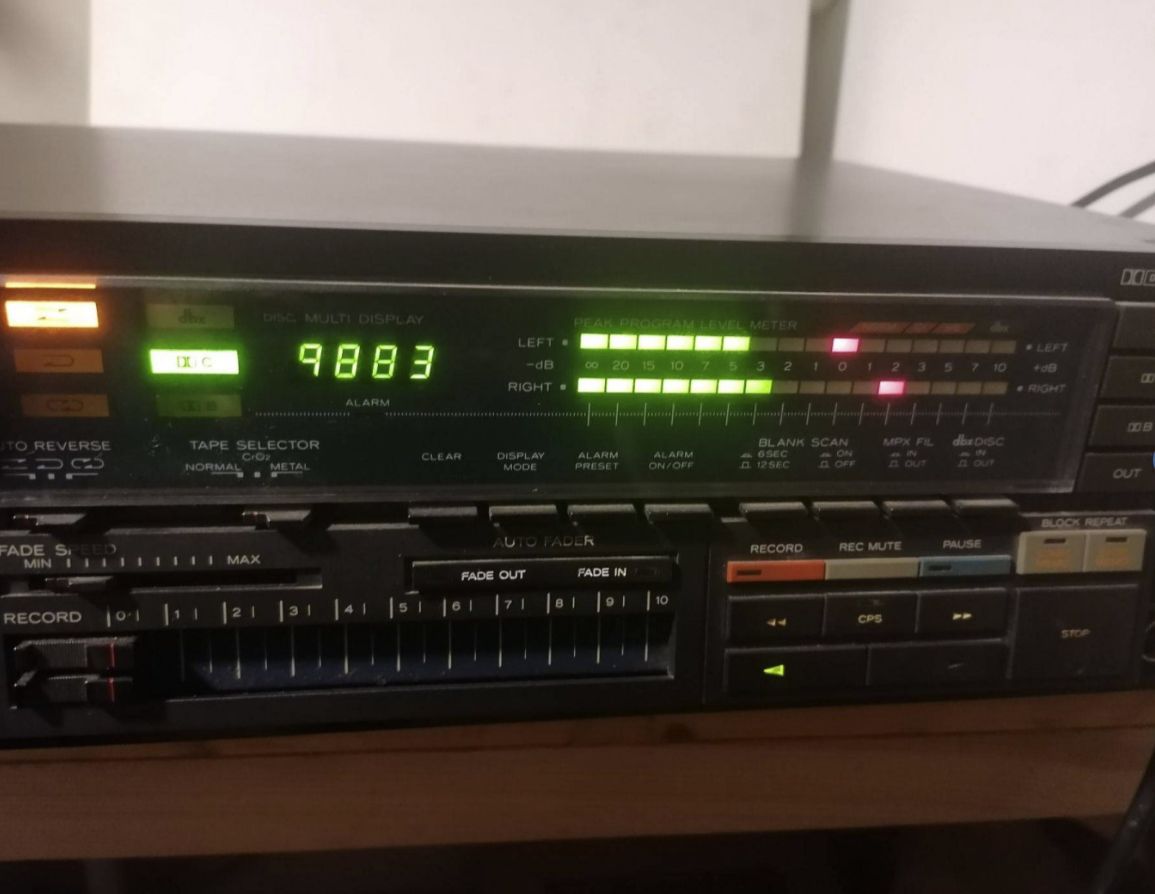 dbx
DISC MULTI DISPLAY
PEAK PROGRAM LEVEL METER
dbx
C
9883
LEFT
LEFT
-dB
∞ 20 15 10 7 5 3 2 1 0 1 2 3 5 7 10
+dB
RIGHT
RIGHT
B
ALARM
B
OUT
TO REVERSE
TAPE SELECTOR
CrO2
NORMAL
METAL
CLEAR
DISPLAY
MODE
ALARM
PRESET
ALARM
ON/OFF
BLANK SCAN
6SEC
12SEC
ON
OFF
MPX FIL
IN
OUT
dbx DISC
IN
OUT
FADE SPEED
MIN
MAX
AUTO FADER
FADE OUT
FADE IN
RECORD
REC MUTE
PAUSE
BLOCK REPEAT
RECORD
0 1 2 3 4 5 6 7 8 9 10
CPS
STOP